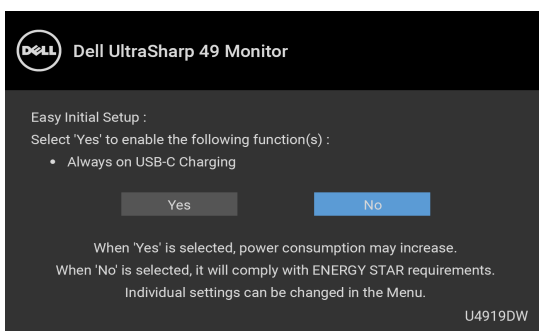 DELL
Dell UltraSharp 49 Monitor
Easy Initial Setup :
Select 'Yes' to enable the following function(s) :
• Always on USB-C Charging
Yes
No
When 'Yes' is selected, power consumption may increase.
When 'No' is selected, it will comply with ENERGY STAR requirements.
Individual settings can be changed in the Menu.
U4919DW